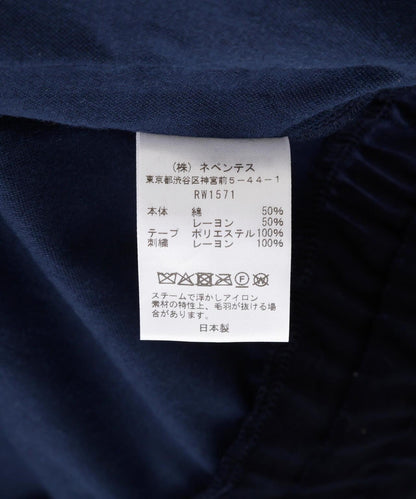 (株) ネペンテス
東京都渋谷区神宮前5-44-1
RW1571
本体 綿 50%
レーヨン 50%
テープ ポリエステル100%
刺繍 レーヨン 100%
F W
スチームで浮かしアイロン
素材の特性上、毛羽が抜ける場
合があります。
日本製